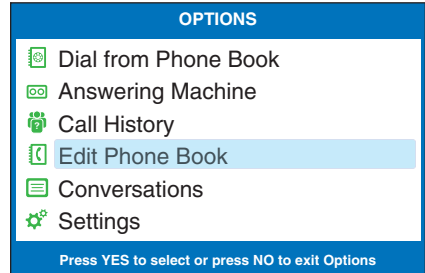 OPTIONS
Dial from Phone Book
Answering Machine
Call History
Edit Phone Book
Conversations
Settings
Press YES to select or press NO to exit Options